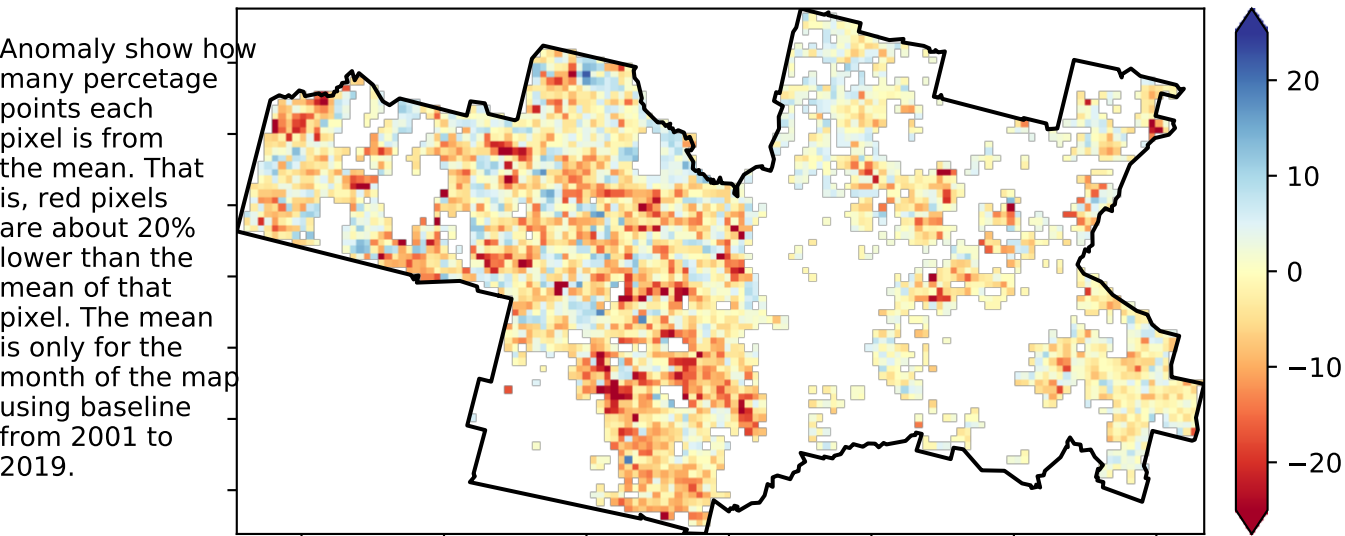 Anomaly show how
many percetage
points each
pixel is from
the mean. That
is, red pixels
are about 20%
lower than the
mean of that
pixel. The mean
is only for the
month of the map
using baseline
from 2001 to
2019.
20
10
0
−10
−20